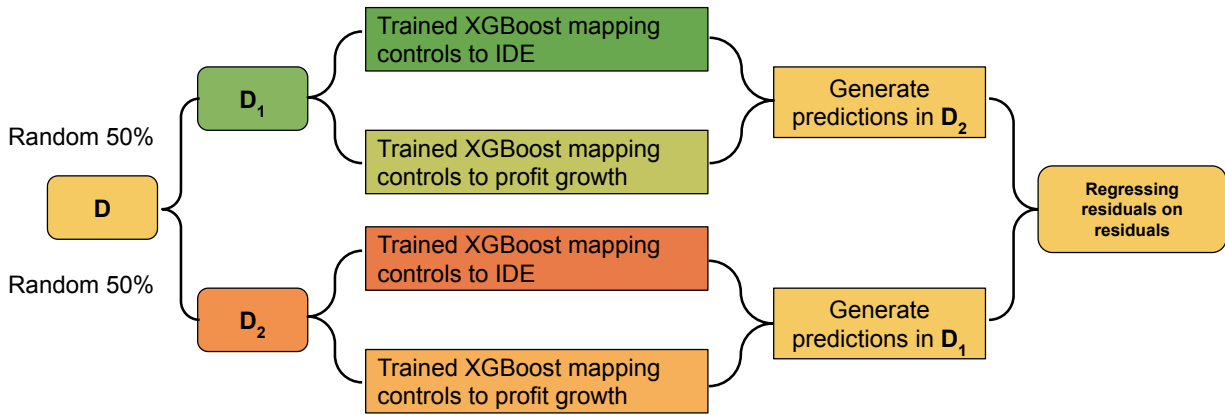 Random 50%
D
Random 50%
D₁
D₂
Trained XGBoost mapping
controls to IDE
Trained XGBoost mapping
controls to profit growth
Trained XGBoost mapping
controls to IDE
Trained XGBoost mapping
controls to profit growth
Generate
predictions in D₂
Generate
predictions in D₁
Regressing
residuals on
residuals